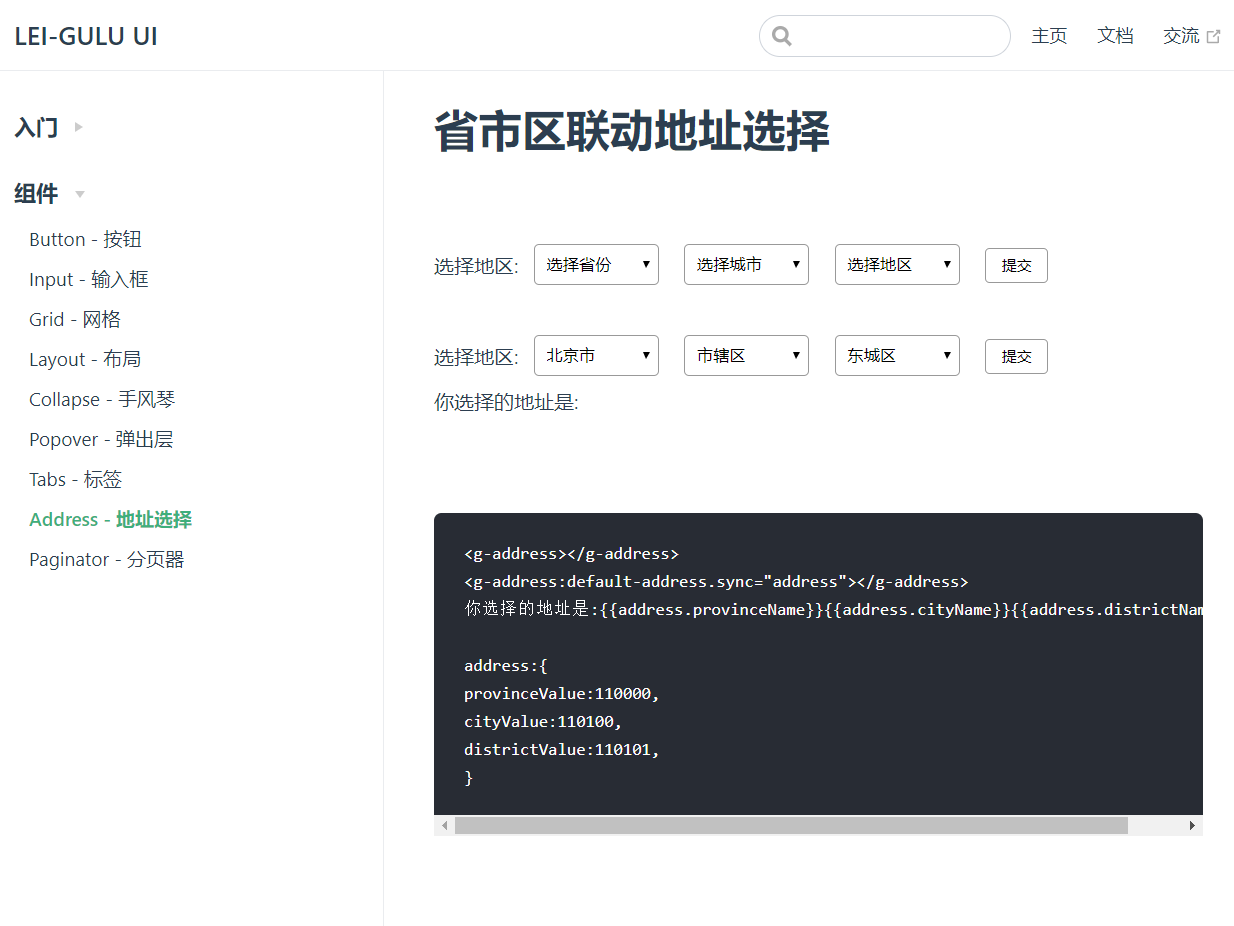 LEI-GULU UI
主页 文档 交流
入门
组件
Button - 按钮
Input - 输入框
Grid - 网格
Layout - 布局
Collapse - 手风琴
Popover - 弹出层
Tabs - 标签
Address - 地址选择
Paginator - 分页器
省市区联动地址选择
选择地区: 选择省份 选择城市 选择地区 提交
选择地区: 北京市 市辖区 东城区 提交
你选择的地址是:
<g-address></g-address>
<g-address:default-address.sync="address"></g-address>
你选择的地址是:{{address.provinceName}}{{address.cityName}}{{address.districtNam
address:{
provinceValue:110000,
cityValue:110100,
districtValue:110101,
}